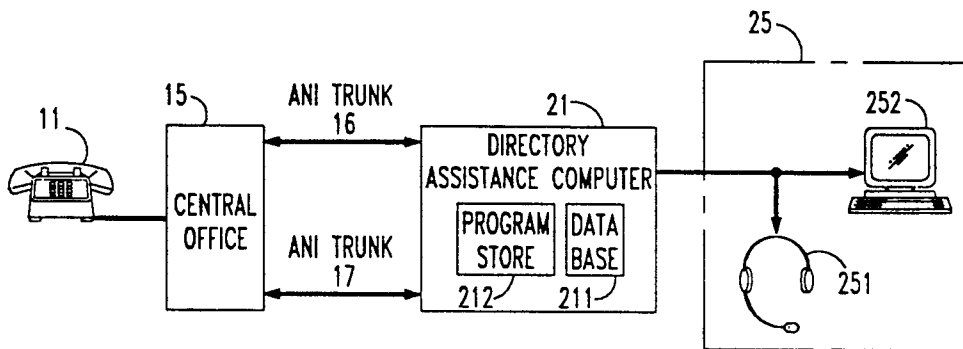 11
15
CENTRAL
OFFICE
ANI TRUNK
16
ANI TRUNK
17
21
DIRECTORY
ASSISTANCE COMPUTER
PROGRAM
STORE
212
DATA
BASE
211
25
252
251